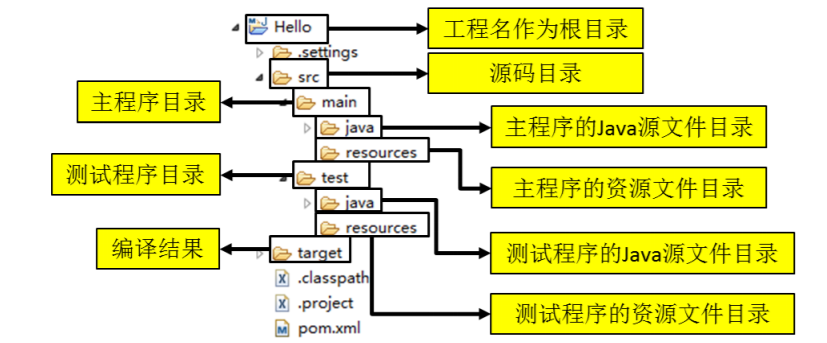 Hello
工程名作为根目录
.settings
src
源码目录
主程序目录
main
java
主程序的Java源文件目录
resources
主程序的资源文件目录
测试程序目录
test
java
测试程序的Java源文件目录
resources
测试程序的资源文件目录
编译结果
target
.classpath
.project
pom.xml